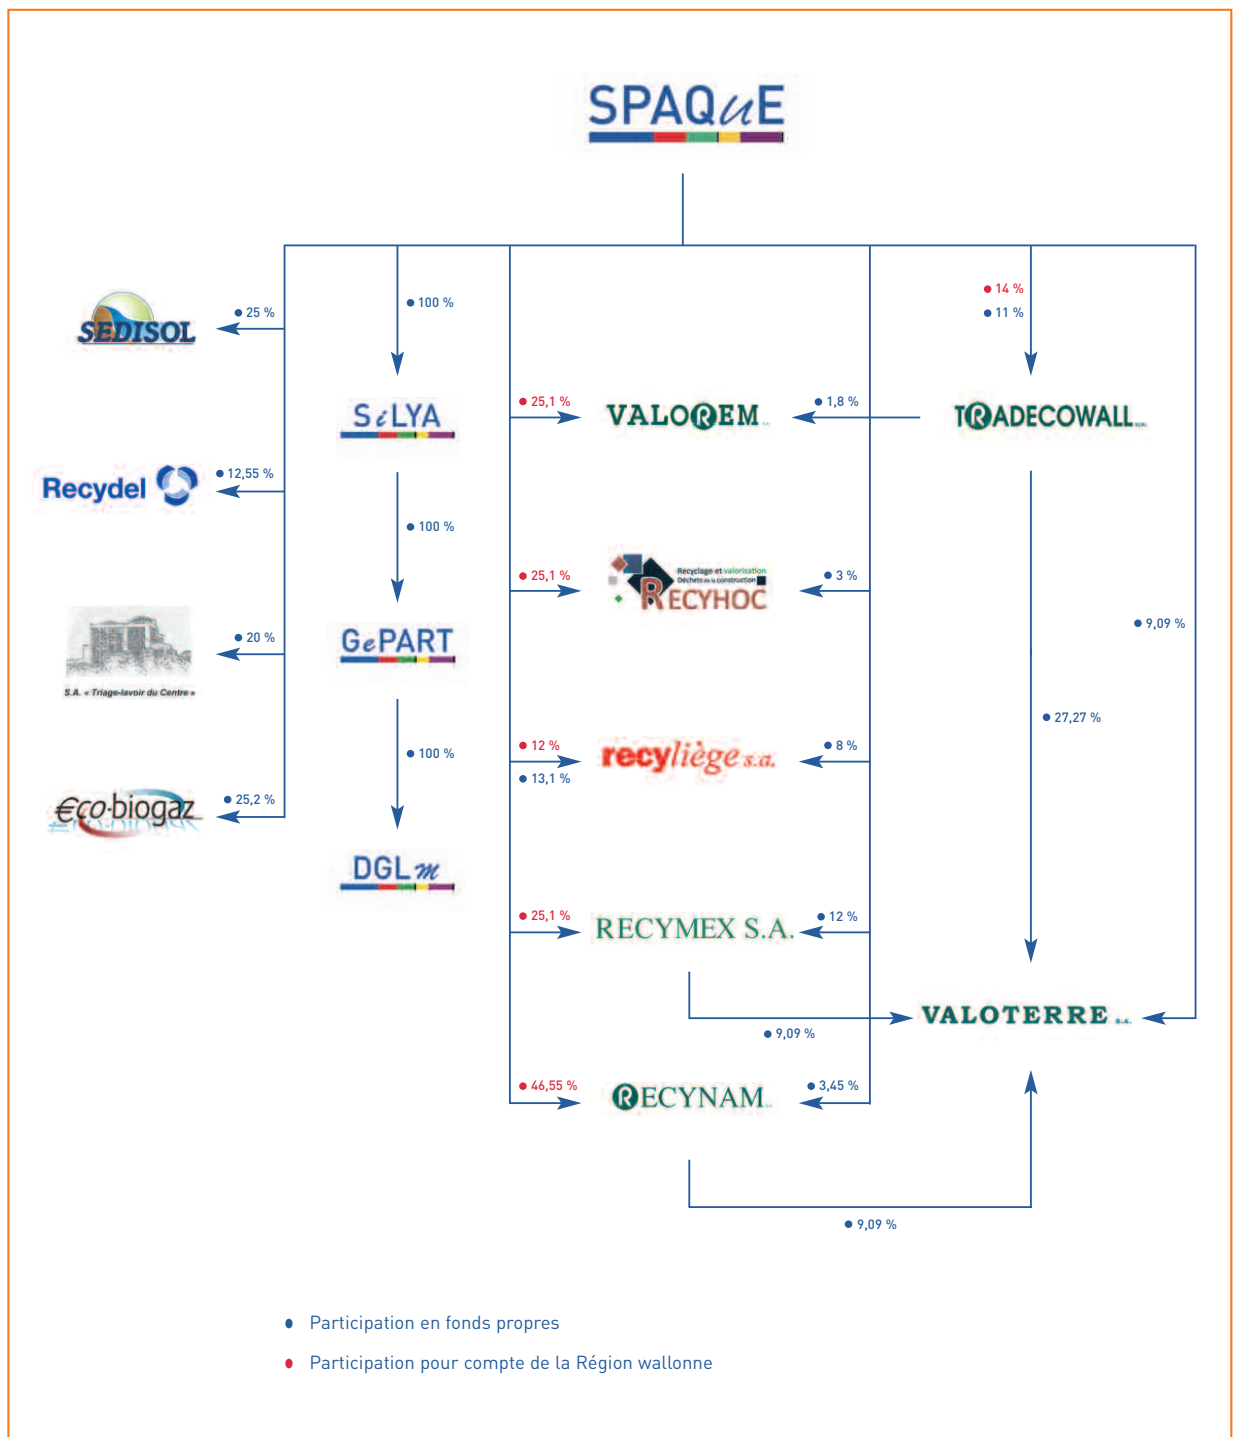 SPAQuE
14 %
11 %
25 %
100 %
SEDISOL
25,1 %
1,8 %
SiLYA
VALOREM
TRADECOWALL
12,55 %
Recydel
100 %
25,1 %
3 %
Recyclage et valorisation
Déchets de la construction
RECYHOC
9,09 %
20 %
GePART
S.A. « Triage-lavoir du Centre »
27,27 %
12 %
8 %
recyliège s.a.
13,1 %
100 %
25,2 %
€co-biogaz
DGLm
25,1 %
12 %
RECYMEX S.A.
VALOTERRE S.A.
9,09 %
46,55 %
3,45 %
RECYNAM
9,09 %
Participation en fonds propres
Participation pour compte de la Région wallonne